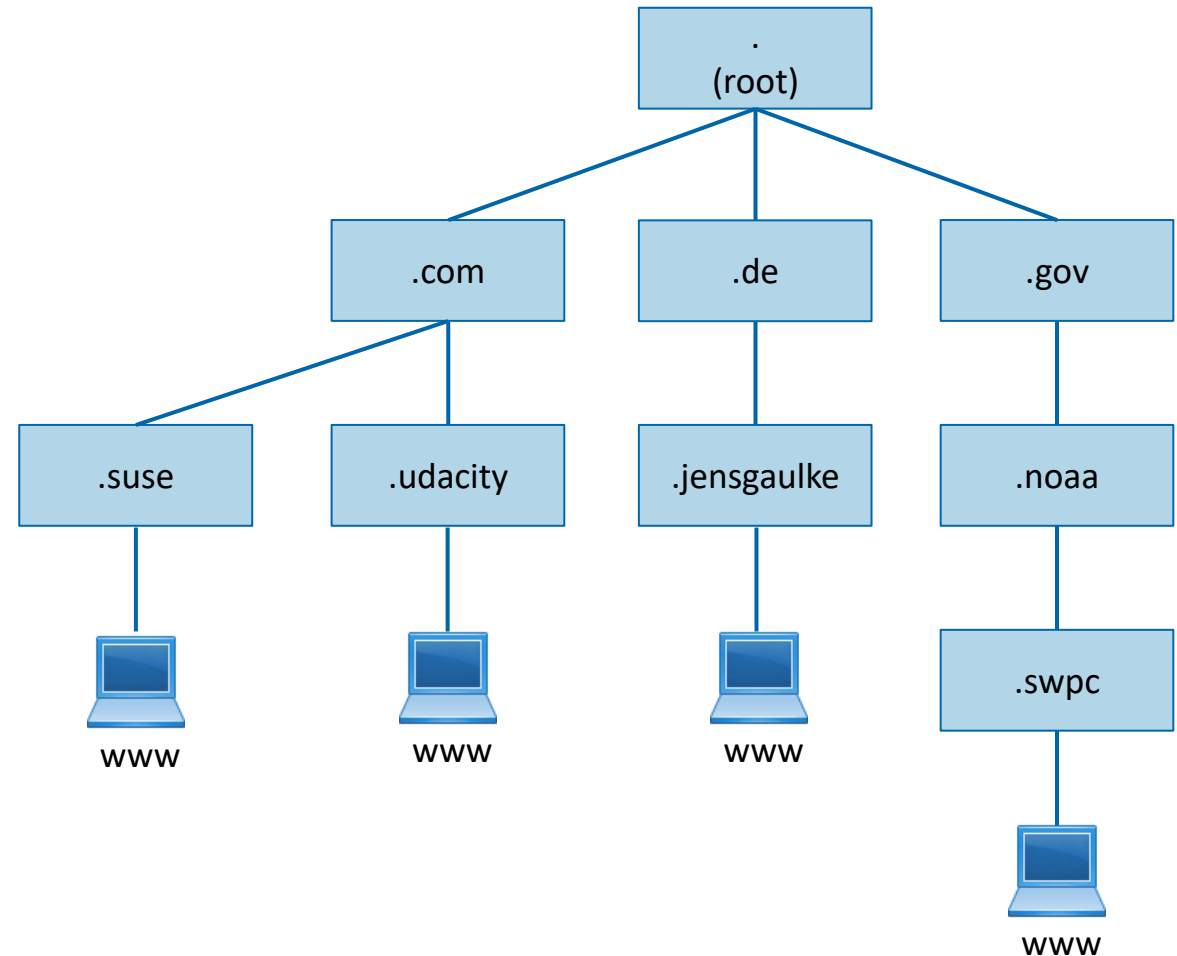 .
(root)
.com
.de
.gov
.suse
.udacity
.jensgaulke
.noaa
.swpc
www
www
www
www